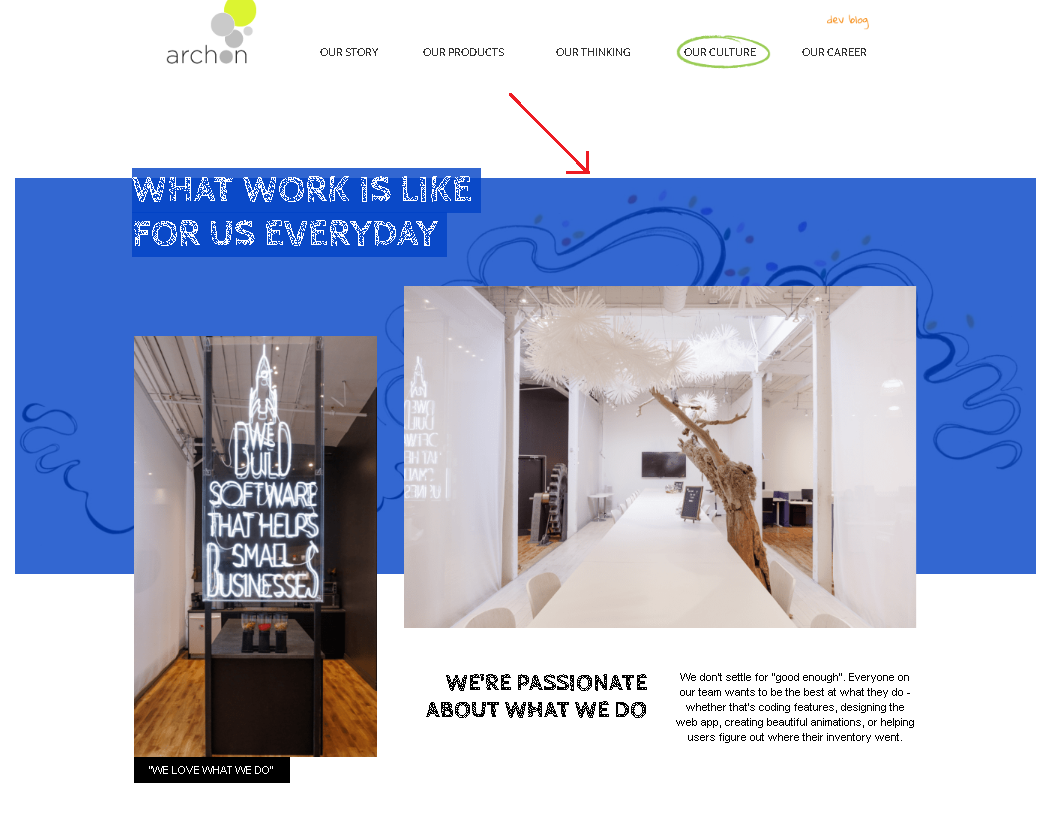 dev blog
archon
OUR STORY OUR PRODUCTS OUR THINKING OUR CULTURE OUR CAREER
WHAT WORK IS LIKE
FOR US EVERYDAY
WE
BUILD
SOFTWARE
THAT HELPS
SMALL
BUSINESSES
"WE LOVE WHAT WE DO"
WE'RE PASSIONATE
ABOUT WHAT WE DO
We don't settle for "good enough". Everyone on
our team wants to be the best at what they do -
whether that's coding features, designing the
web app, creating beautiful animations, or helping
users figure out where their inventory went.